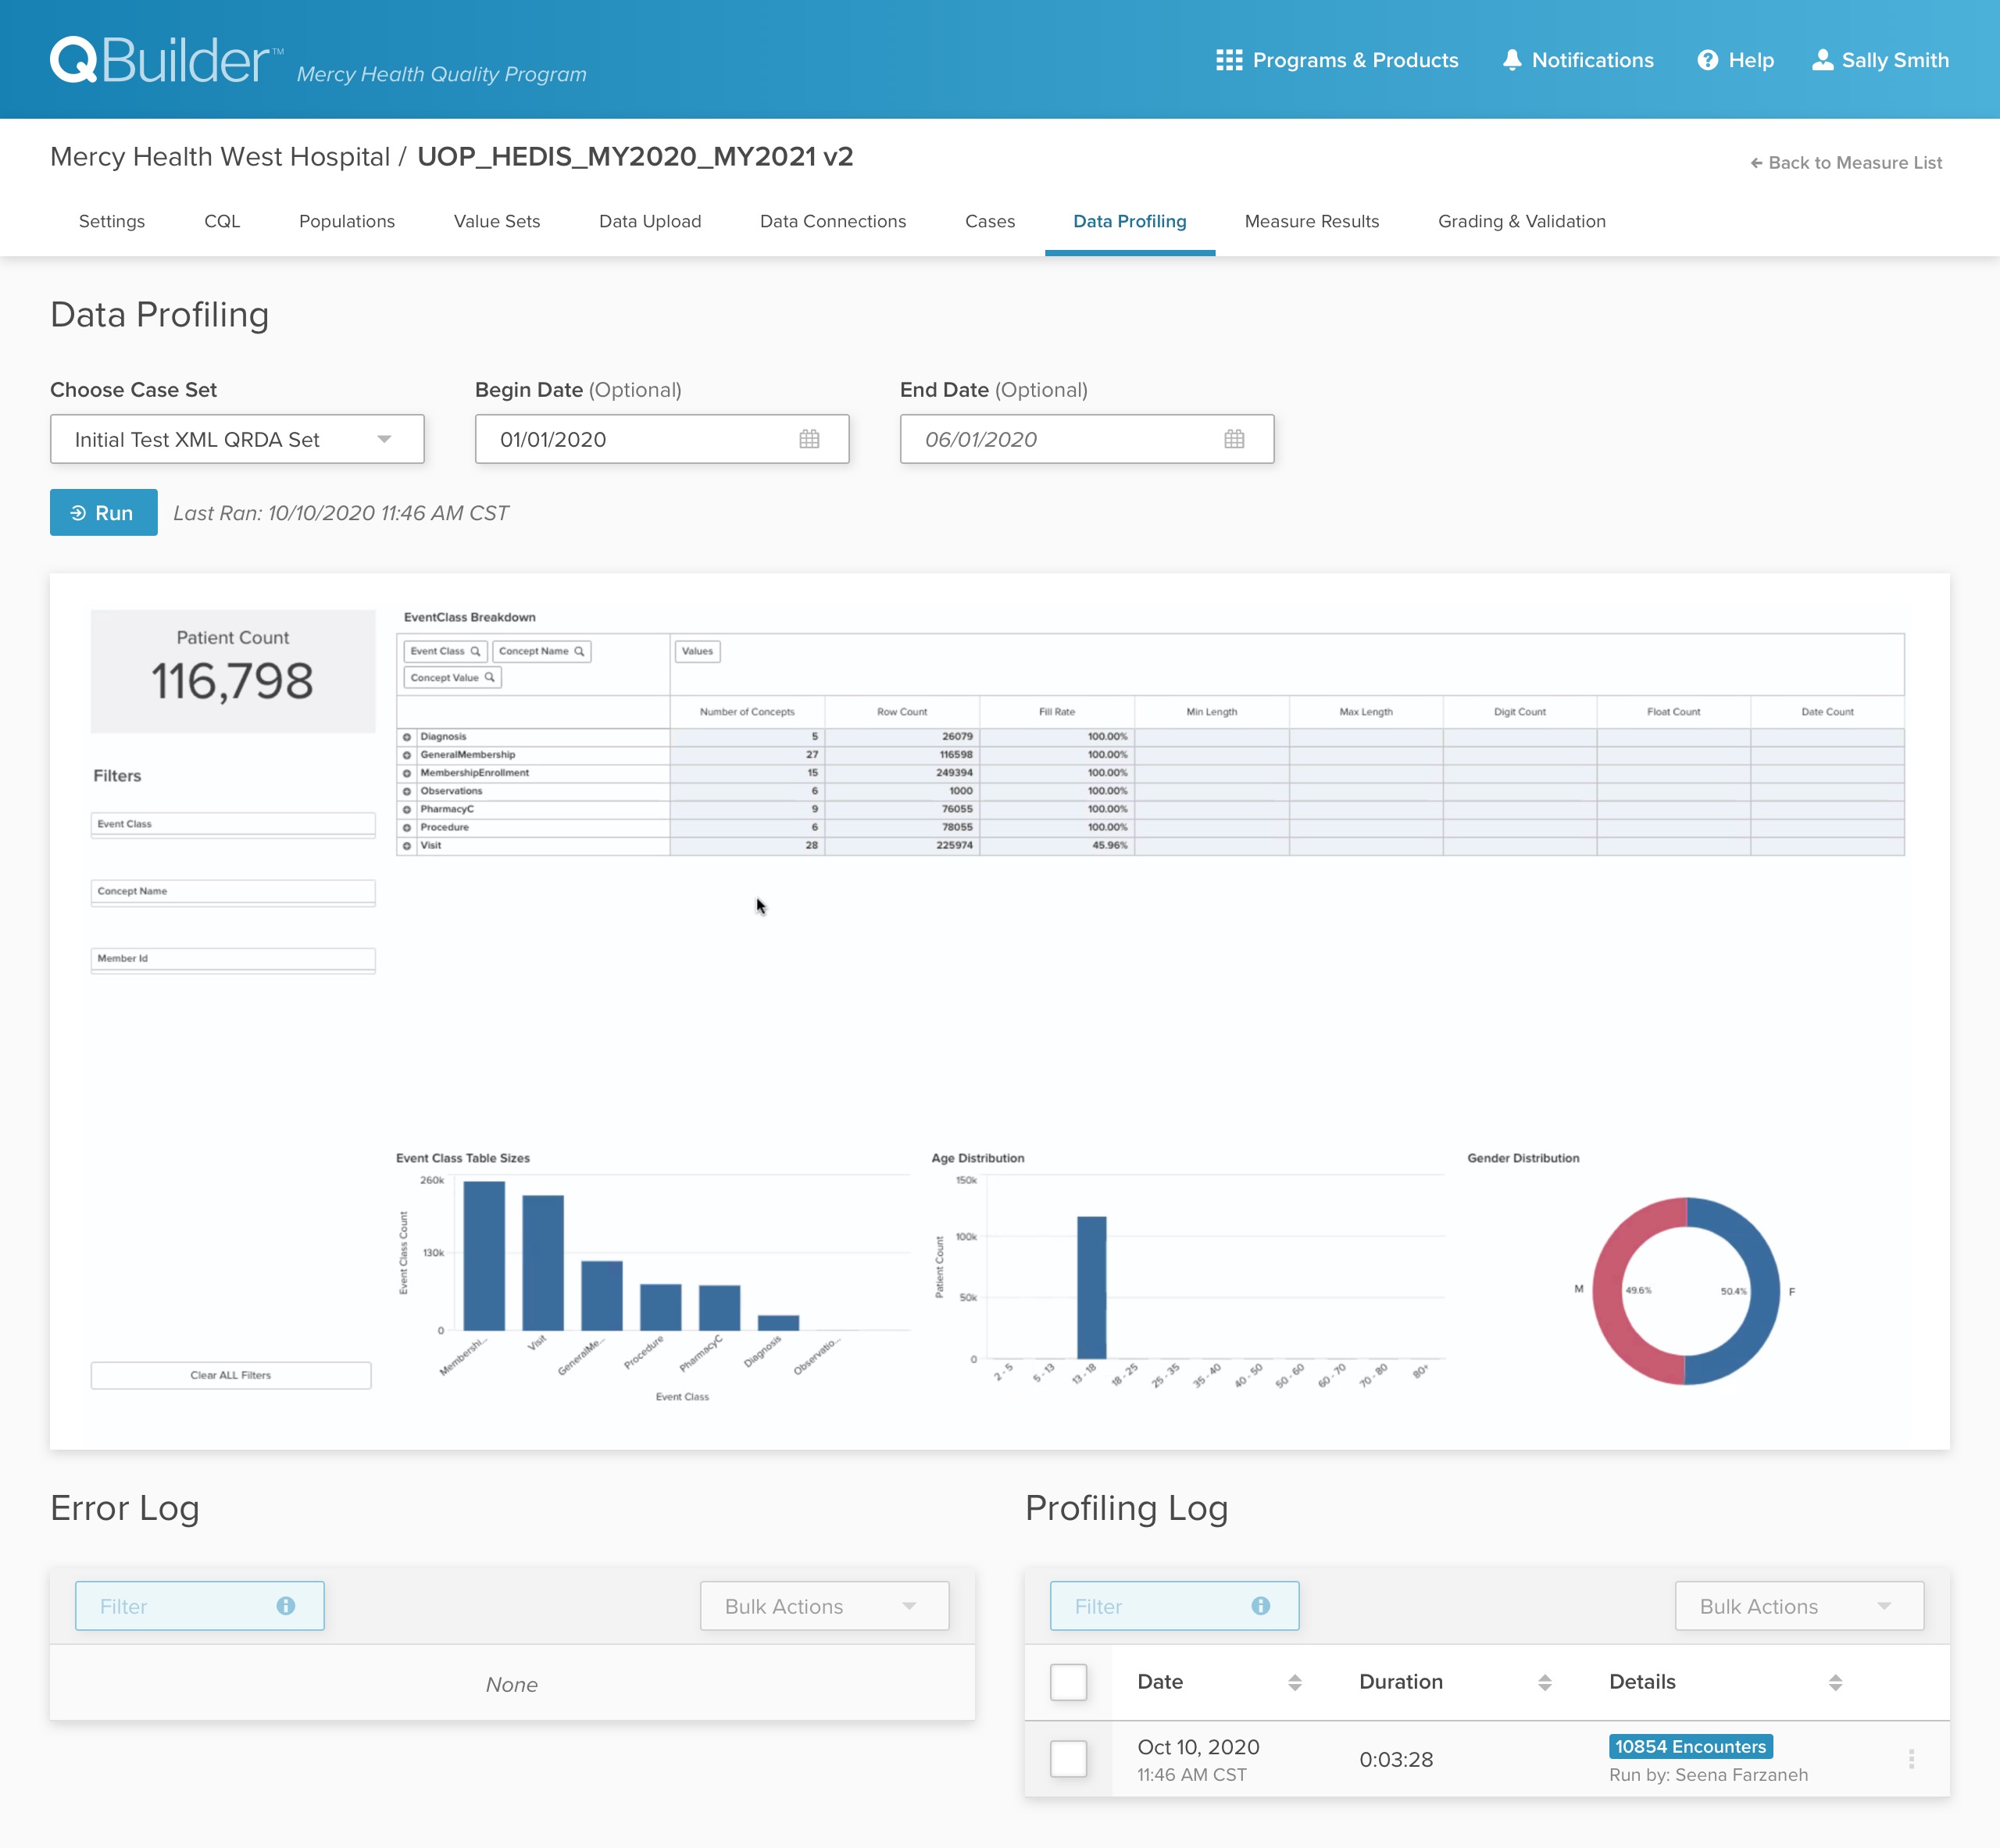 QBuilder™ Mercy Health Quality Program
Programs & Products
Notifications
Help
Sally Smith
Mercy Health West Hospital / UOP_HEDIS_MY2020_MY2021 v2
← Back to Measure List
Settings CQL Populations Value Sets Data Upload Data Connections Cases Data Profiling Measure Results Grading & Validation
Data Profiling
Choose Case Set
Initial Test XML QRDA Set
Begin Date (Optional)
01/01/2020
End Date (Optional)
06/01/2020
Run
Last Ran: 10/10/2020 11:46 AM CST
Patient Count
116,798
Filters
Event Class
Concept Name
Member Id
Clear ALL Filters
EventClass Breakdown
Event Class Concept Name
Concept Value
Values
Number of Concepts Row Count Fill Rate Min Length Max Length Digit Count Float Count Date Count
Diagnosis 5 26079 100.00%
GeneralMembership 27 116598 100.00%
MembershipEnrollment 15 249394 100.00%
Observations 6 1000 100.00%
PharmacyC 9 76055 100.00%
Procedure 6 78055 100.00%
Visit 28 225974 45.96%
Event Class Table Sizes
260k
130k
0
Event Class Count
Membershi... Visit GeneralMe... Procedure PharmacyC Diagnosis Observatio...
Event Class
Age Distribution
150k
100k
50k
0
Patient Count
2 - 5 5 - 13 13 - 18 18 - 25 25 - 35 35 - 40 40 - 50 50 - 60 60 - 70 70 - 80 80+
Gender Distribution
M 49.6% 50.4% F
Error Log
Filter
Bulk Actions
None
Profiling Log
Filter
Bulk Actions
Date Duration Details
Oct 10, 2020
11:46 AM CST
0:03:28
10854 Encounters
Run by: Seena Farzaneh